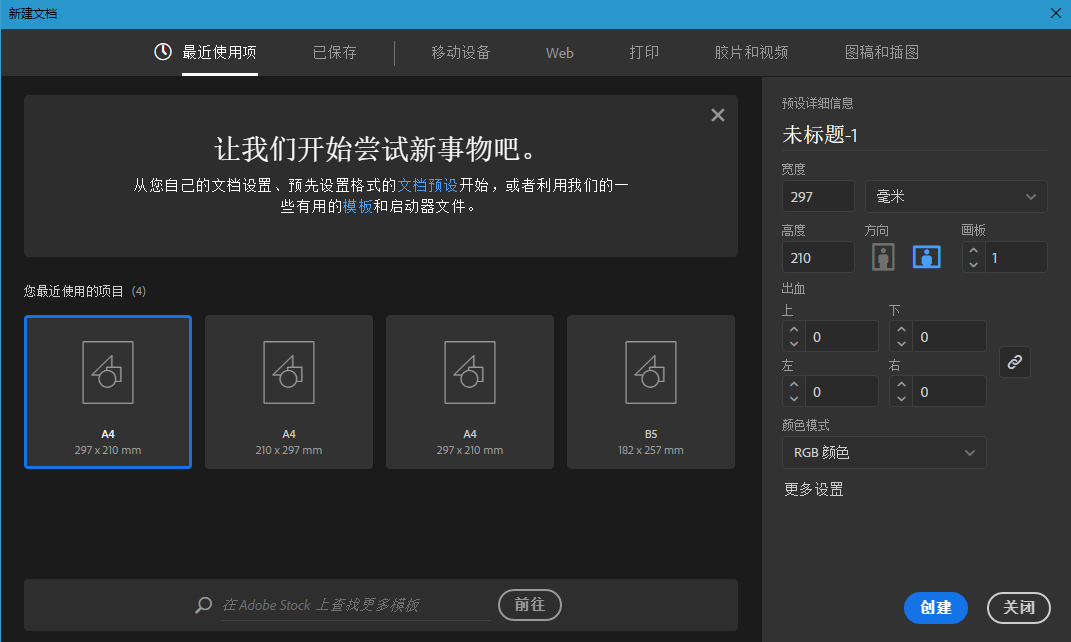 新建文档
最近使用项 已保存 移动设备 Web 打印 胶片和视频 图稿和插图
让我们开始尝试新事物吧。
从您自己的文档设置、预先设置格式的文档预设开始，或者利用我们的一
些有用的模板和启动器文件。
您最近使用的项目 (4)
A4 A4 A4 B5
297 x 210 mm 210 x 297 mm 297 x 210 mm 182 x 257 mm
在 Adobe Stock 上查找更多模板 前往
预设详细信息
未标题-1
宽度
297 毫米
高度 方向 画板
210 1
出血
上 下
0 0
左 右
0 0
颜色模式
RGB 颜色
更多设置
创建 关闭